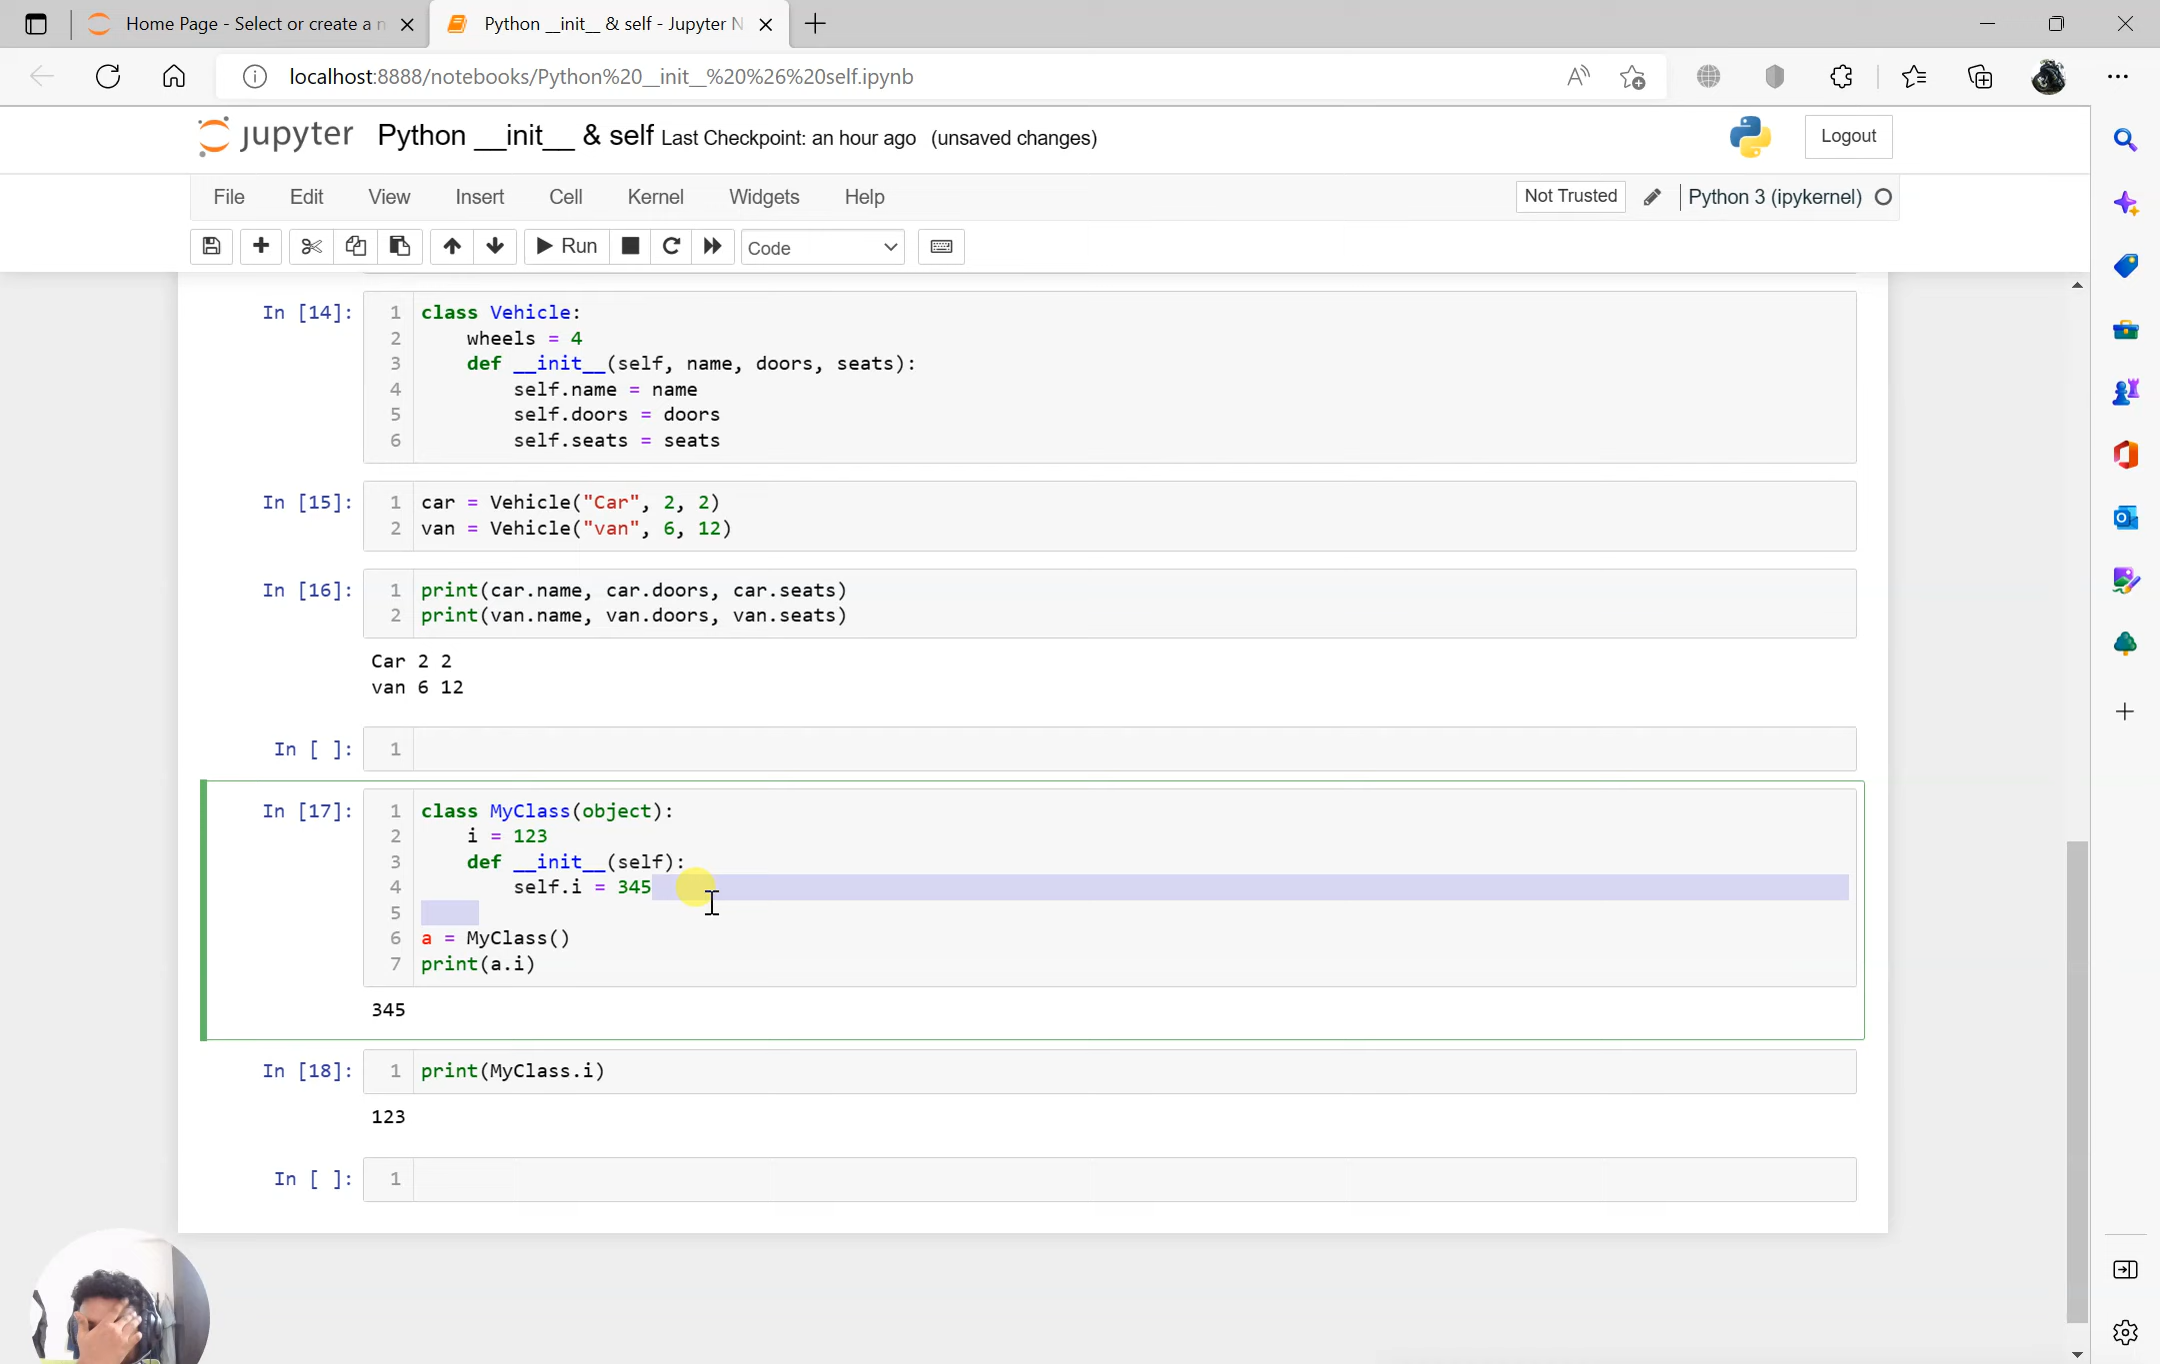 Home Page - Select or create a n
Python __init__ & self - Jupyter N
localhost:8888/notebooks/Python%20__init__%20%26%20self.ipynb
jupyter Python __init__ & self Last Checkpoint: an hour ago (unsaved changes)
Logout
File Edit View Insert Cell Kernel Widgets Help
Not Trusted
Python 3 (ipykernel)
Run
Code
In [14]:
1 class Vehicle:
2     wheels = 4
3     def __init__(self, name, doors, seats):
4         self.name = name
5         self.doors = doors
6         self.seats = seats
In [15]:
1 car = Vehicle("Car", 2, 2)
2 van = Vehicle("van", 6, 12)
In [16]:
1 print(car.name, car.doors, car.seats)
2 print(van.name, van.doors, van.seats)
Car 2 2
van 6 12
In [ ]:
1
In [17]:
1 class MyClass(object):
2     i = 123
3     def __init__(self):
4         self.i = 345
5
6 a = MyClass()
7 print(a.i)
345
In [18]:
1 print(MyClass.i)
123
In [ ]:
1